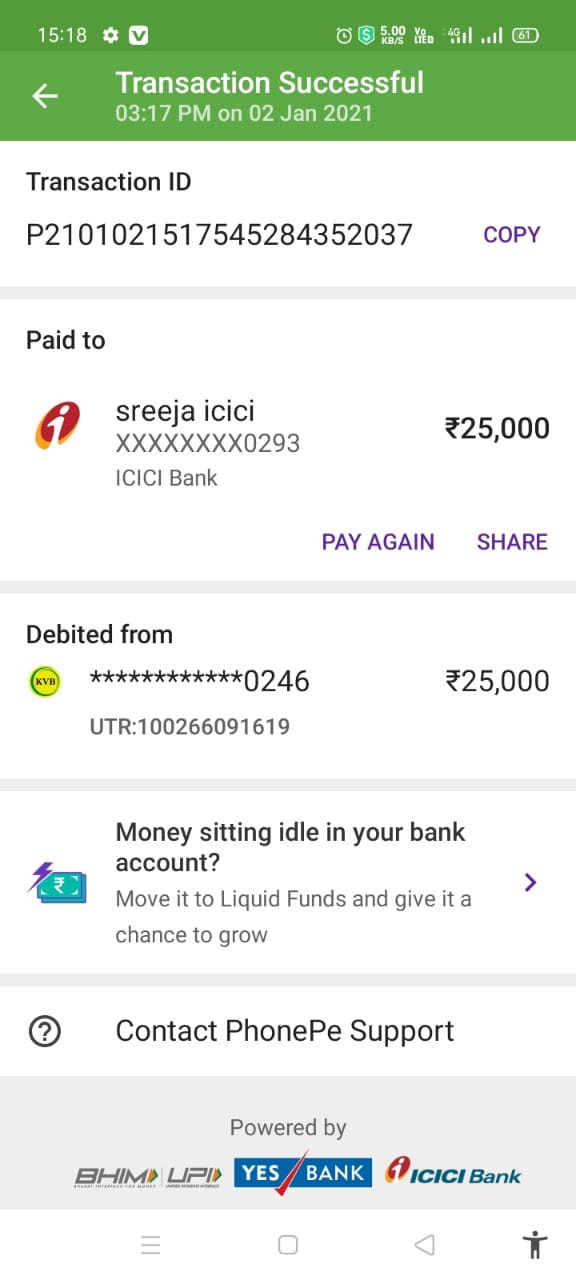 15:18 5.00 KB/S Vo LTED 4G 61
Transaction Successful
03:17 PM on 02 Jan 2021
Transaction ID
P2101021517545284352037 COPY
Paid to
sreeja icici
XXXXXXXX0293 ₹25,000
ICICI Bank
PAY AGAIN SHARE
Debited from
KVB ************0246 ₹25,000
UTR:100266091619
Money sitting idle in your bank
account?
Move it to Liquid Funds and give it a
chance to grow
Contact PhonePe Support
Powered by
BHIM UPI YES BANK ICICI Bank